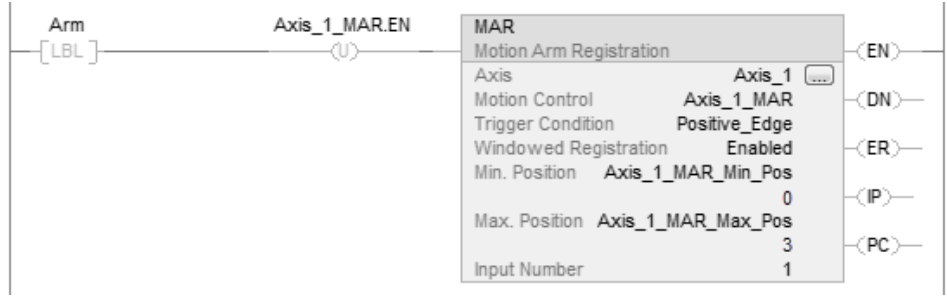 Arm Axis_1_MAR.EN MAR
[LBL] (U) Motion Arm Registration (EN)
Axis Axis_1 ...
Motion Control Axis_1_MAR (DN)
Trigger Condition Positive_Edge
Windowed Registration Enabled (ER)
Min. Position Axis_1_MAR_Min_Pos
0 (IP)
Max. Position Axis_1_MAR_Max_Pos
3 (PC)
Input Number 1